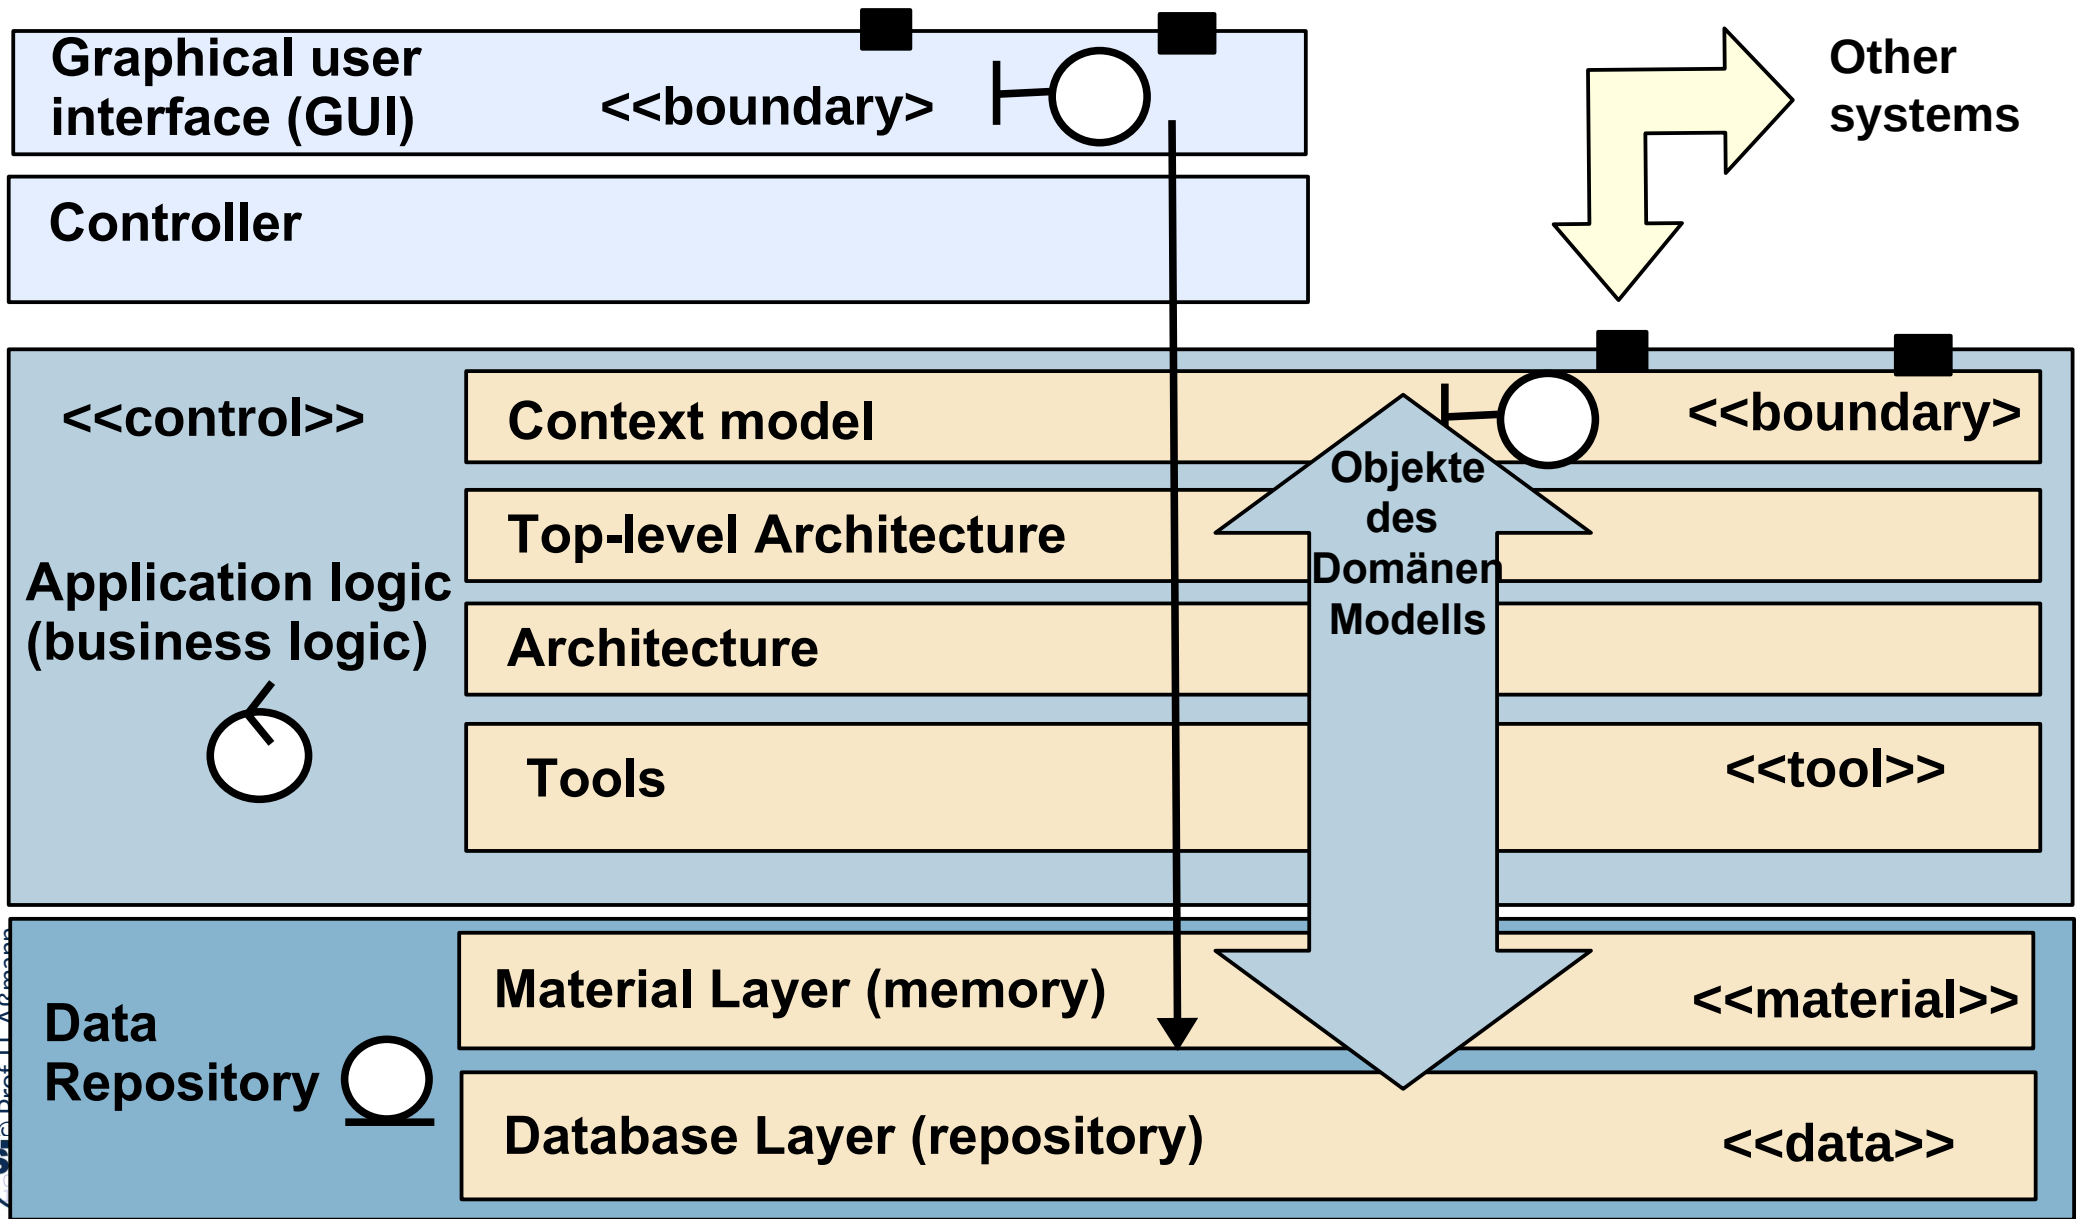 Graphical user
interface (GUI)
<<boundary>
Other
systems
Controller
<<control>>
Context model
<<boundary>
Objekte
des
Domänen
Modells
Top-level Architecture
Application logic
(business logic)
Architecture
Tools
<<tool>>
Data
Repository
Material Layer (memory)
<<material>>
Database Layer (repository)
<<data>>